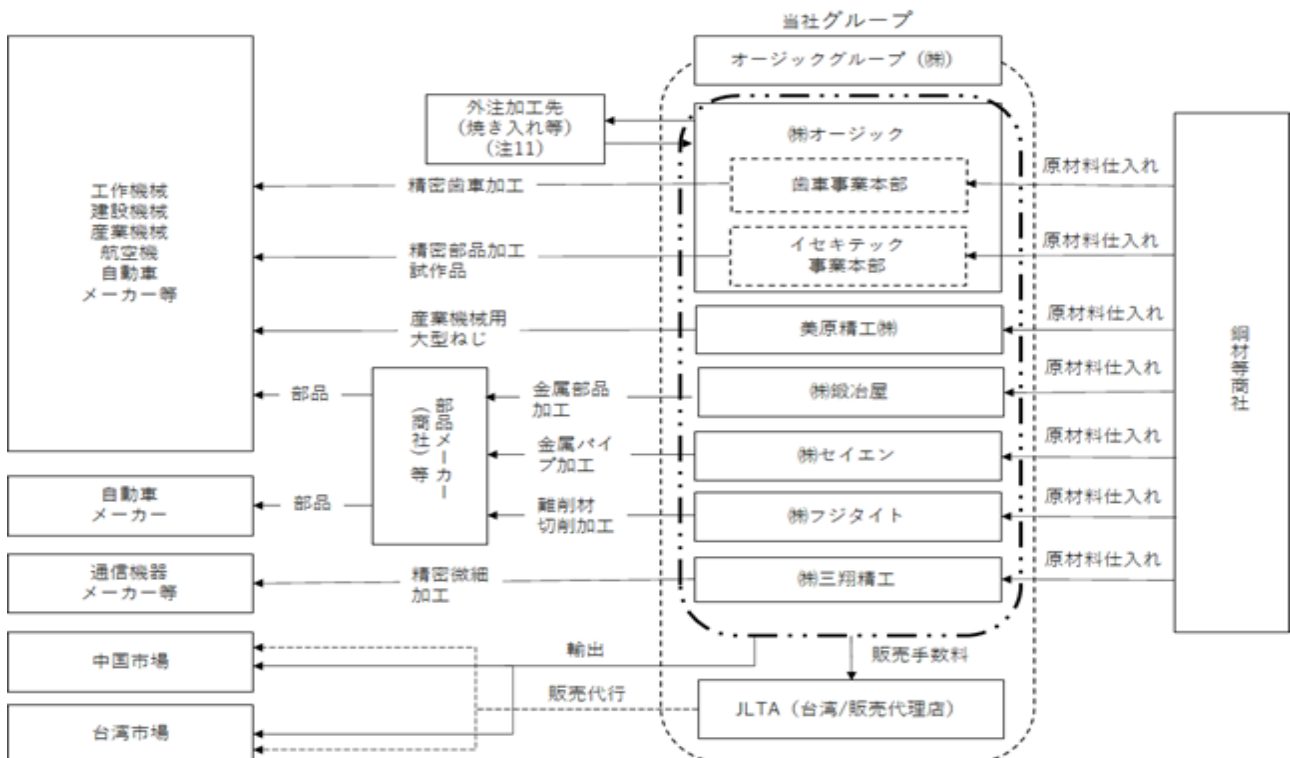 当社グループ
オージックグループ（㈱）
外注加工先
（焼き入れ等）
（注11）
㈱オージック
歯車事業本部
イセキテック
事業本部
美原精工㈱
㈱鍛冶屋
㈱セイエン
㈱フジタイト
㈱三翔精工
JLTA（台湾/販売代理店）
工作機械
建設機械
産業機械
航空機
自動車
メーカー等
精密歯車加工
精密部品加工
試作品
産業機械用
大型ねじ
部品
部品メーカー
（商社）等
金属部品
加工
金属パイ
プ加工
難削材
切削加工
自動車
メーカー
部品
通信機器
メーカー等
精密微細
加工
中国市場
台湾市場
輸出
販売代行
販売手数料
原材料仕入れ
原材料仕入れ
原材料仕入れ
原材料仕入れ
原材料仕入れ
原材料仕入れ
原材料仕入れ
鋼材等商社